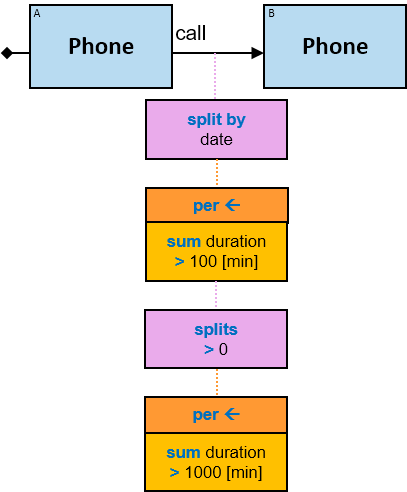 A
Phone
call
B
Phone
split by
date
per ←
sum duration
> 100 [min]
splits
> 0
per ←
sum duration
> 1000 [min]